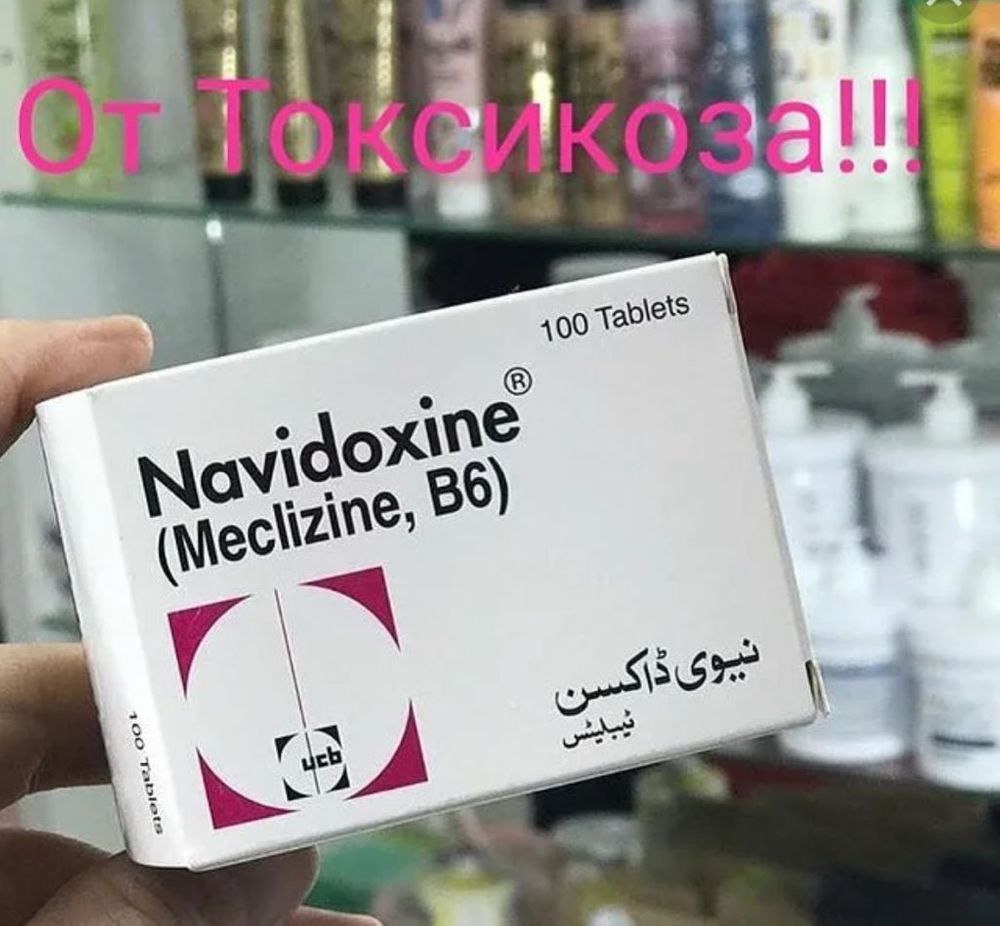 От Токсикоза!!!
100 Tablets
Navidoxine®
(Meclizine, B6)
ucb
نیوی ڈاکسن
ٹیبلیٹس
100 Tablets